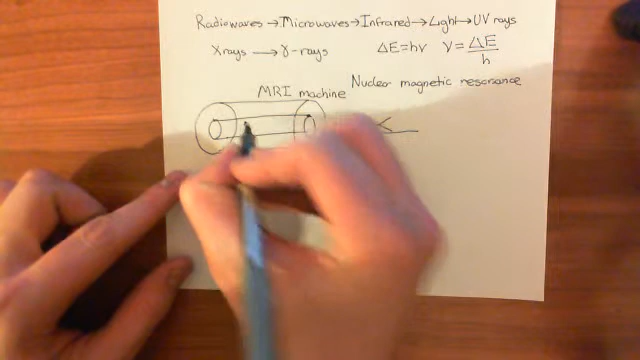 Radiowaves → Microwaves → Infrared → Light → UV rays
Xrays → γ-rays ΔE=hν ν=ΔE/h
Nuclear magnetic resonance
MRI machine